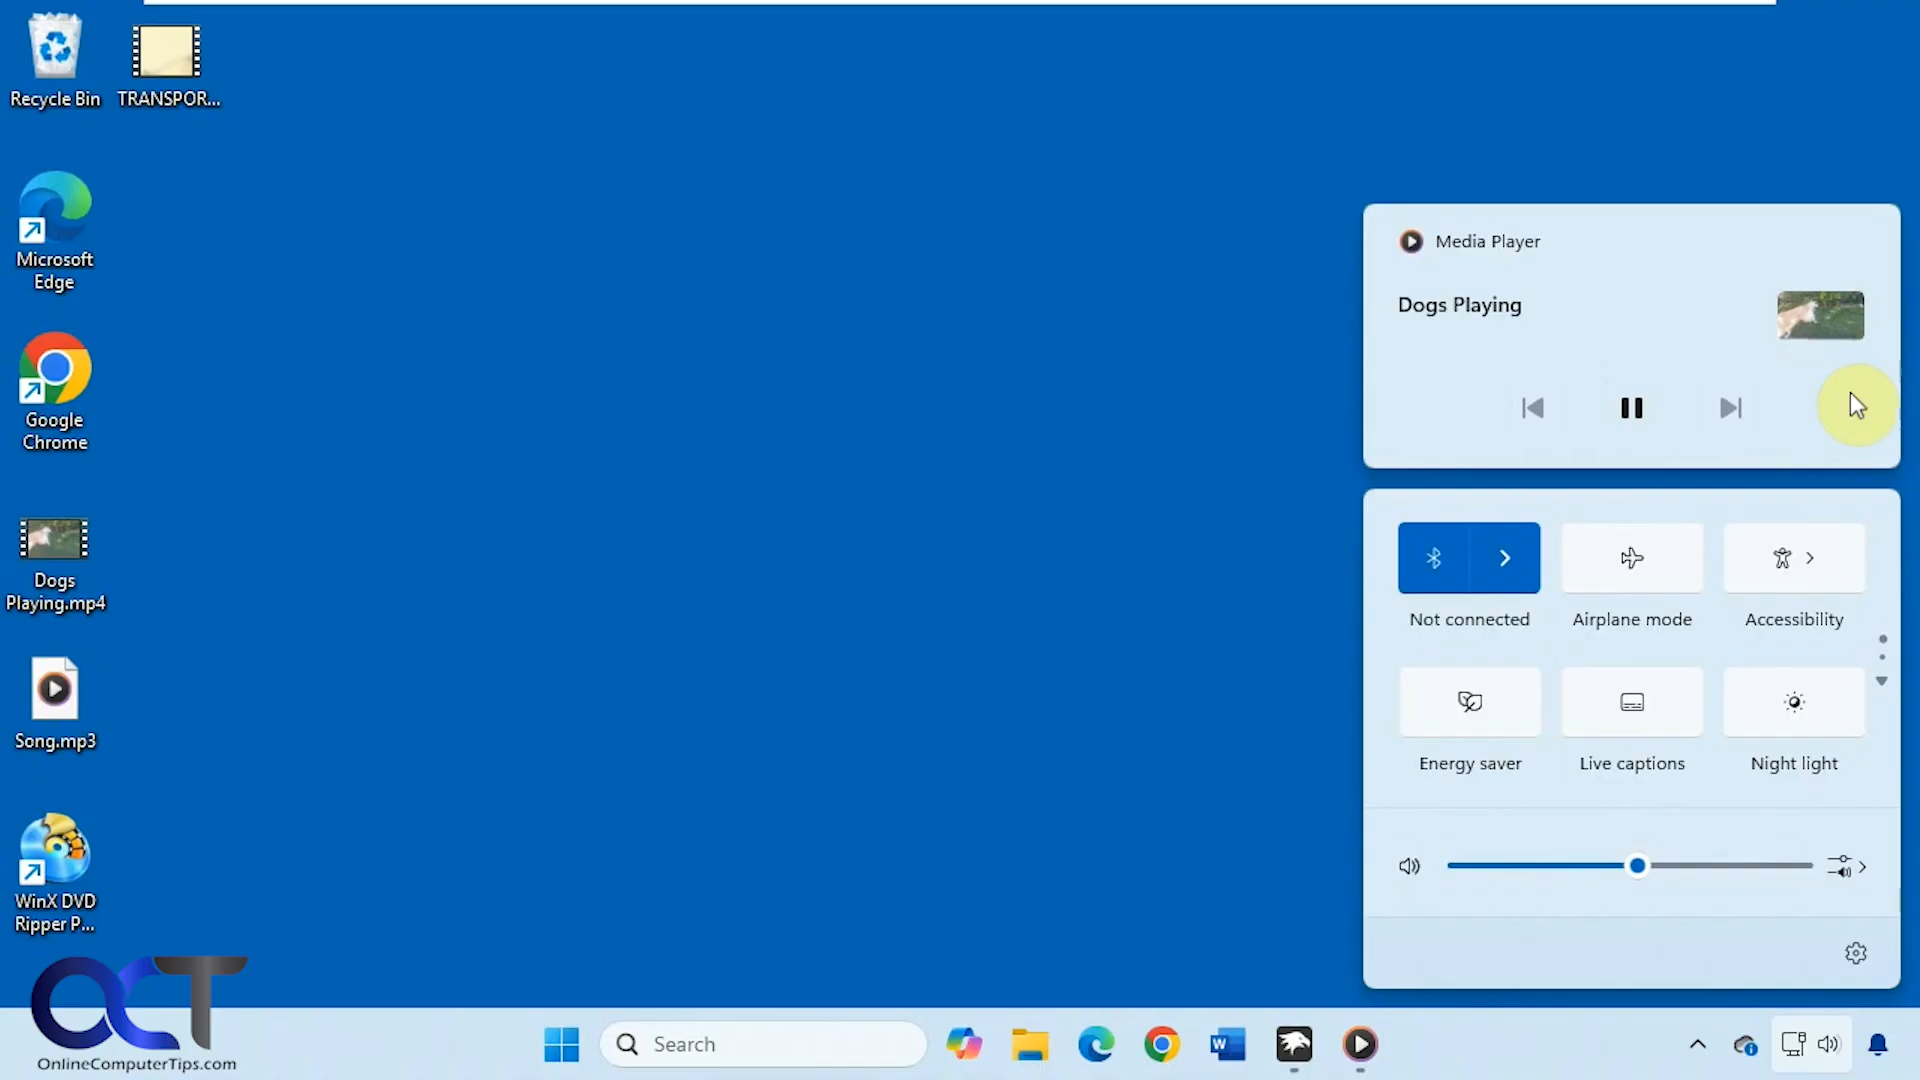 Recycle Bin
TRANSPOR...
Microsoft
Edge
Google
Chrome
Dogs
Playing.mp4
Song.mp3
WinX DVD
Ripper P...
OCT
OnlineComputerTips.com
Media Player
Dogs Playing
Not connected
Airplane mode
Accessibility
Energy saver
Live captions
Night light
Search
W